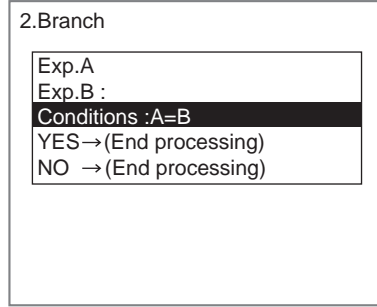 2.Branch
Exp.A
Exp.B :
Conditions :A=B
YES→(End processing)
NO →(End processing)